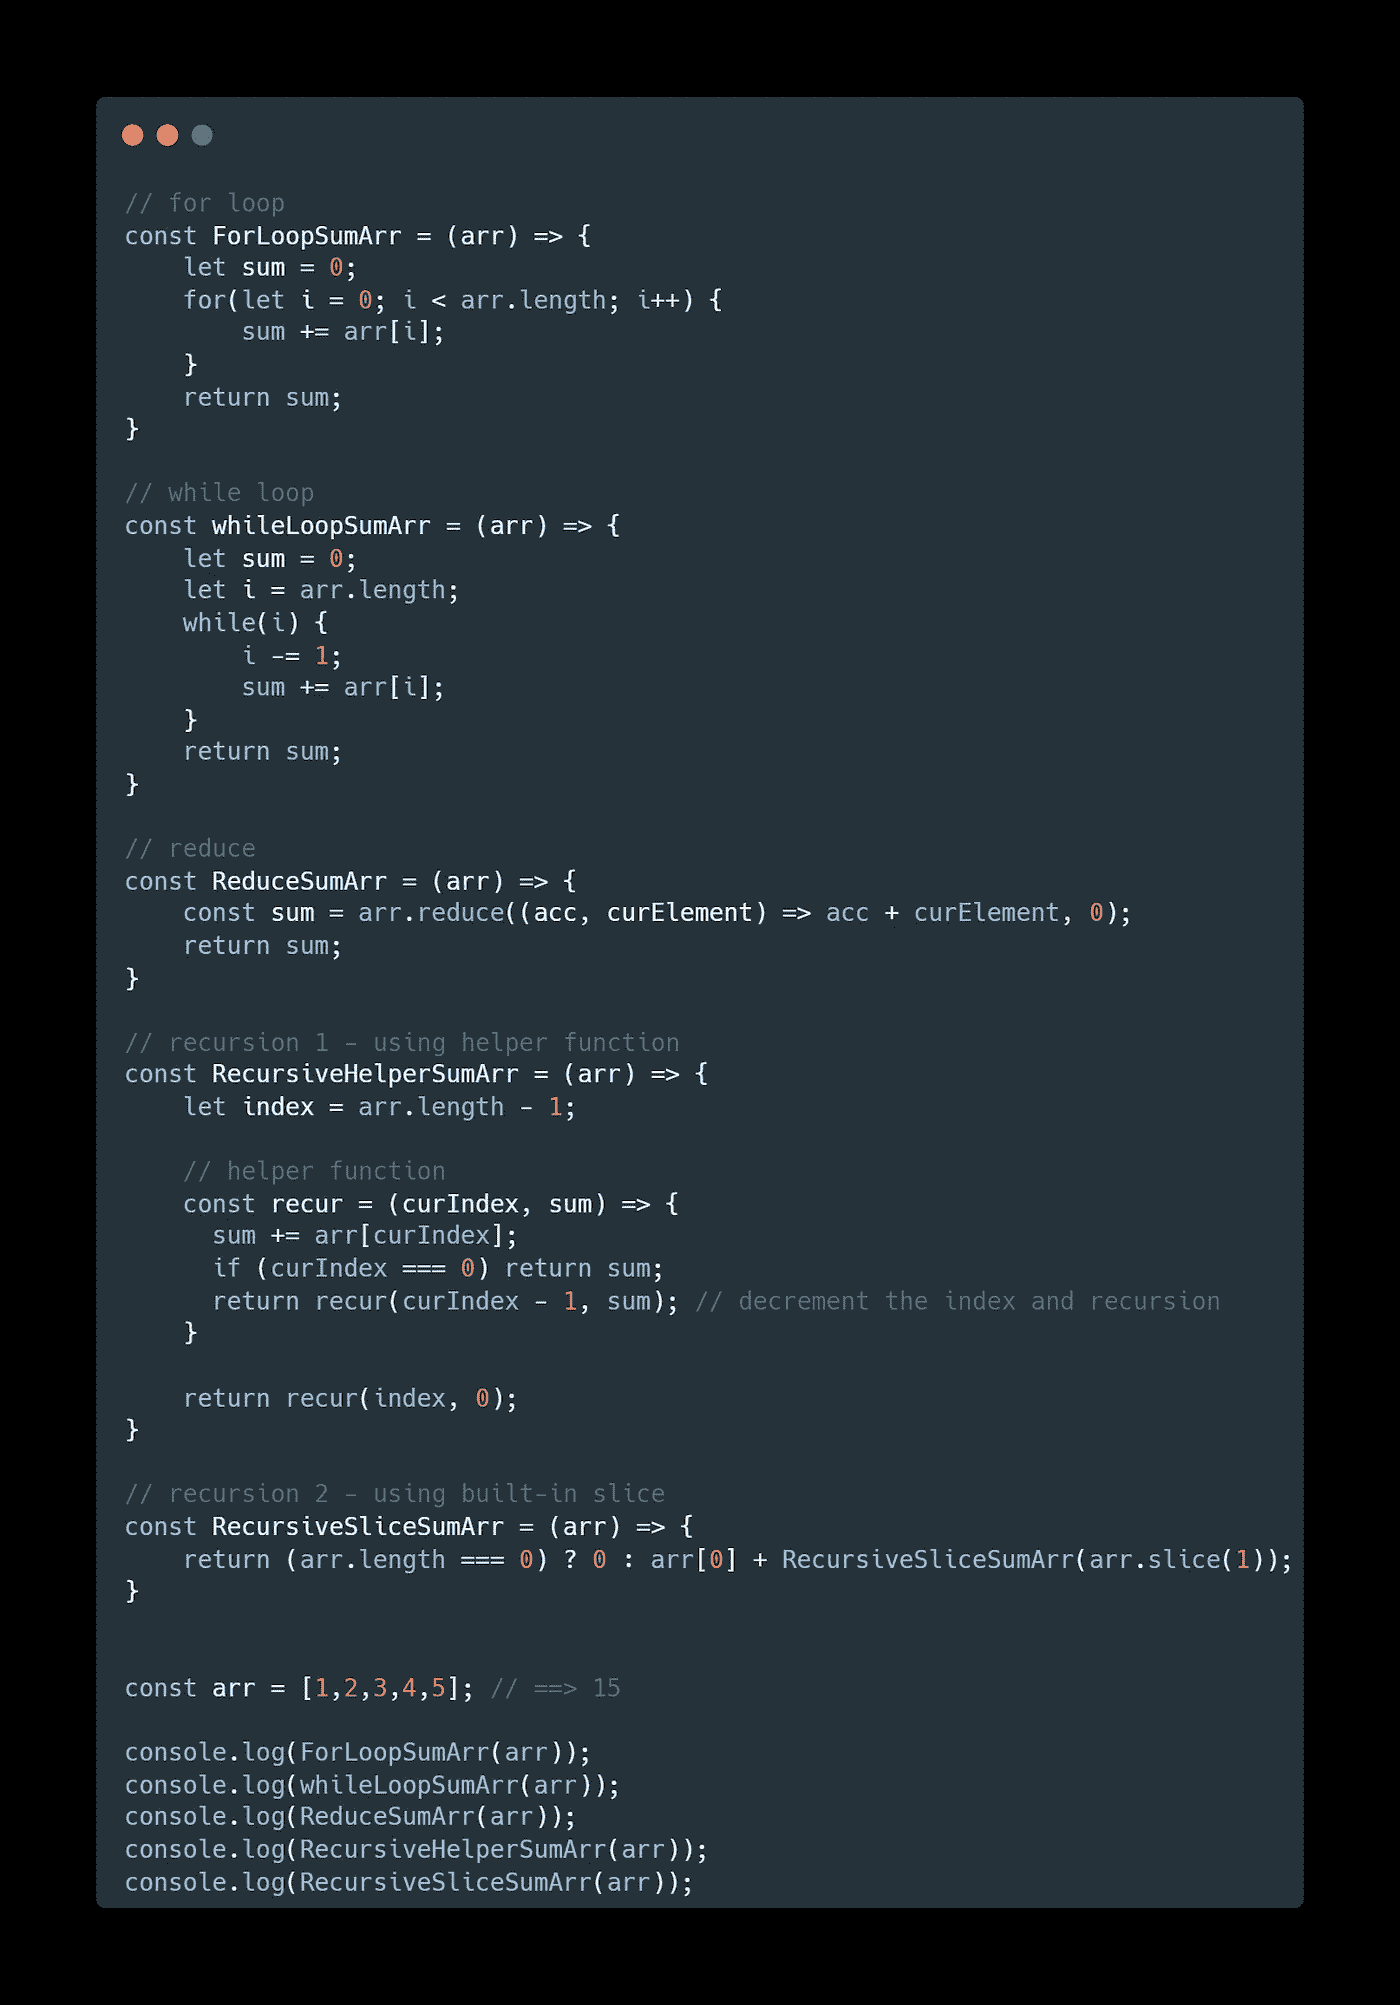 // for loop
const ForLoopSumArr = (arr) => {
    let sum = 0;
    for(let i = 0; i < arr.length; i++) {
        sum += arr[i];
    }
    return sum;
}

// while loop
const whileLoopSumArr = (arr) => {
    let sum = 0;
    let i = arr.length;
    while(i) {
        i -= 1;
        sum += arr[i];
    }
    return sum;
}

// reduce
const ReduceSumArr = (arr) => {
    const sum = arr.reduce((acc, curElement) => acc + curElement, 0);
    return sum;
}

// recursion 1 - using helper function
const RecursiveHelperSumArr = (arr) => {
    let index = arr.length - 1;

    // helper function
    const recur = (curIndex, sum) => {
      sum += arr[curIndex];
      if (curIndex === 0) return sum;
      return recur(curIndex - 1, sum); // decrement the index and recursion
    }

    return recur(index, 0);
}

// recursion 2 - using built-in slice
const RecursiveSliceSumArr = (arr) => {
    return (arr.length === 0) ? 0 : arr[0] + RecursiveSliceSumArr(arr.slice(1));
}


const arr = [1,2,3,4,5]; // ==> 15

console.log(ForLoopSumArr(arr));
console.log(whileLoopSumArr(arr));
console.log(ReduceSumArr(arr));
console.log(RecursiveHelperSumArr(arr));
console.log(RecursiveSliceSumArr(arr));